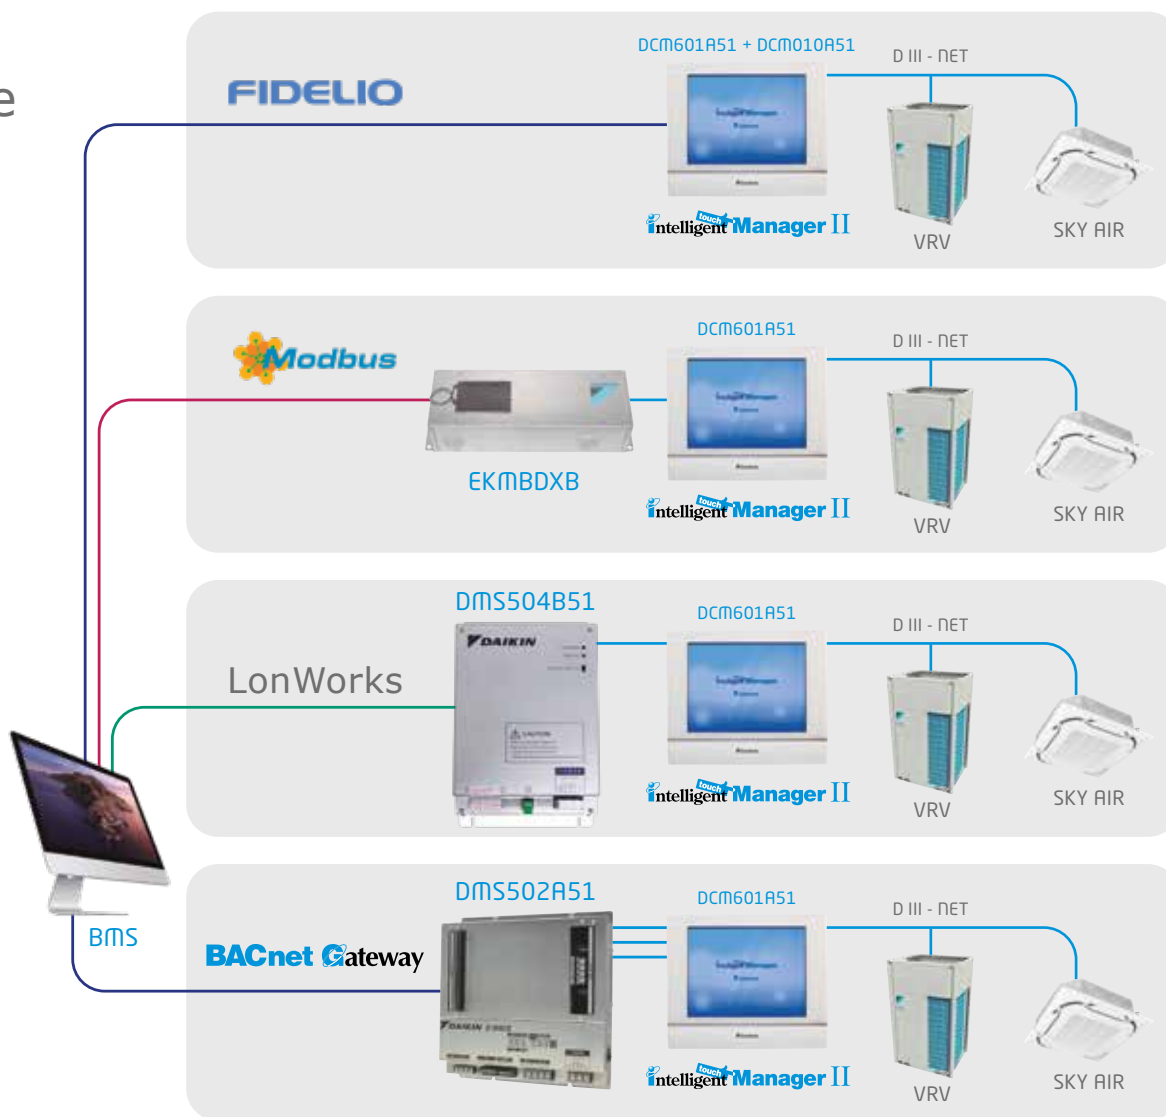 e
DCM601A51 + DCM010A51
D III - NET
FIDELIO
intelligent touch Manager II
VRV
SKY AIR
Modbus
DCM601A51
D III - NET
EKMBDXB
intelligent touch Manager II
VRV
SKY AIR
DMS504B51
DCM601A51
D III - NET
DAIKIN
LonWorks
CAUTION
intelligent touch Manager II
VRV
SKY AIR
BMS
DMS502A51
DCM601A51
D III - NET
BACnet Gateway
DAIKIN
intelligent touch Manager II
VRV
SKY AIR